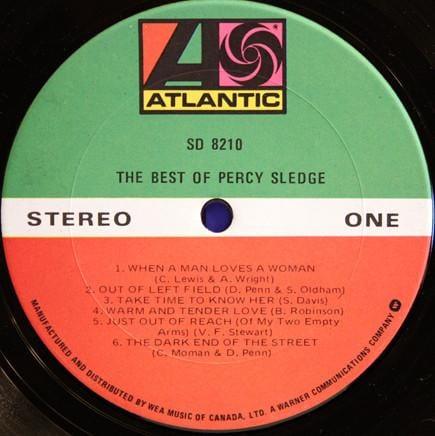 ATLANTIC
SD 8210
THE BEST OF PERCY SLEDGE
STEREO ONE
1. WHEN A MAN LOVES A WOMAN
(C. Lewis & A. Wright)
2. OUT OF LEFT FIELD (D. Penn & S. Oldham)
3. TAKE TIME TO KNOW HER (S. Davis)
4. WARM AND TENDER LOVE (B. Robinson)
5. JUST OUT OF REACH (Of My Two Empty
Arms) (V. F. Stewart)
6. THE DARK END OF THE STREET
(C. Moman & D. Penn)
MANUFACTURED AND DISTRIBUTED BY WEA MUSIC OF CANADA, LTD. A WARNER COMMUNICATIONS COMPANY